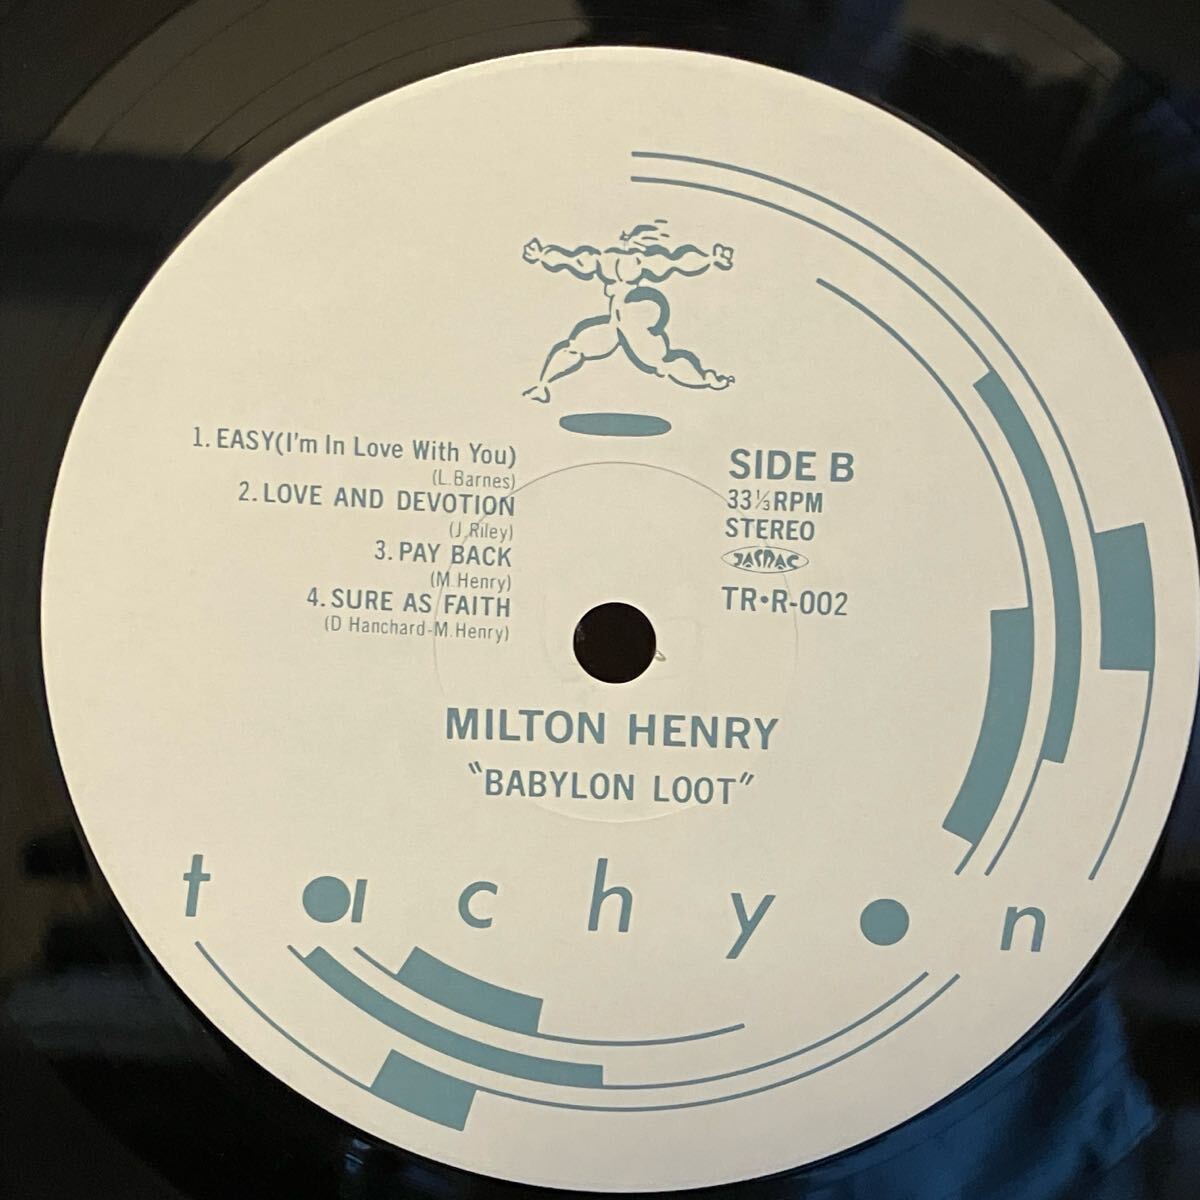 1. EASY(I'm In Love With You)
(L. Barnes)
2. LOVE AND DEVOTION
(J. Riley)
3. PAY BACK
(M. Henry)
4. SURE AS FAITH
(D. Hanchard-M. Henry)
SIDE B
33⅓RPM
STEREO
JASRAC
TR•R-002
MILTON HENRY
"BABYLON LOOT"
tachyon